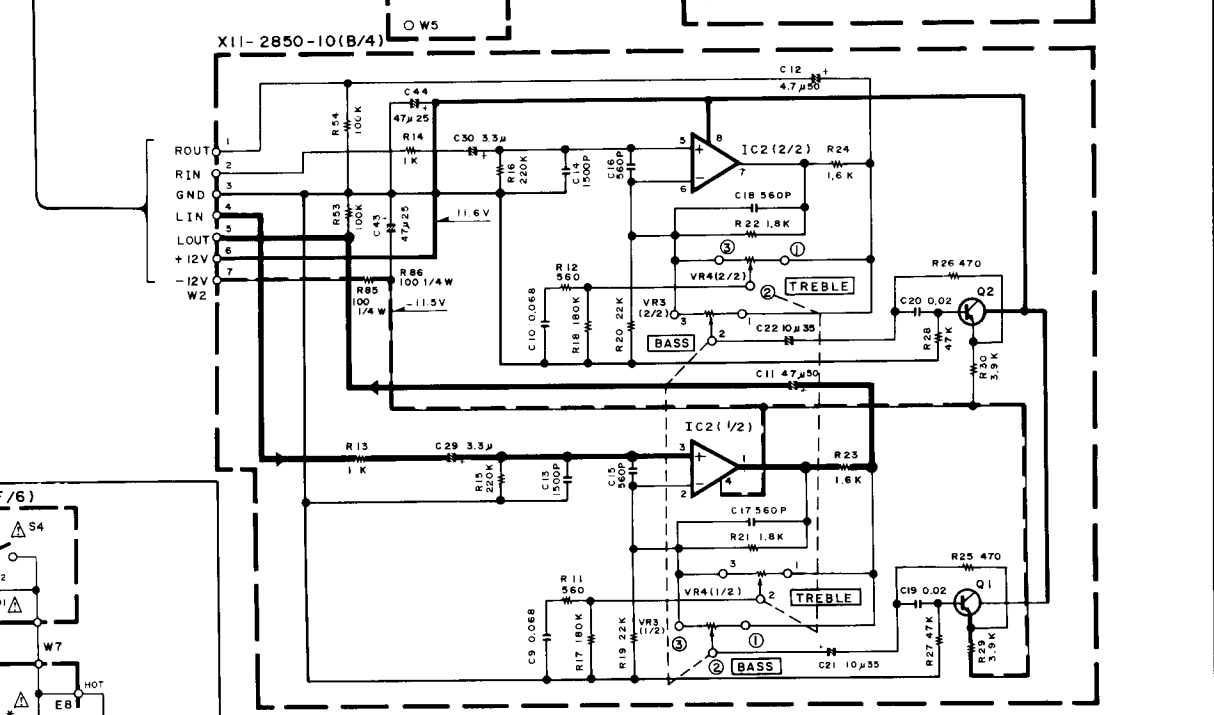 W5
X11-2850-10(B/4)
C12
4.7µ50
C44
47µ25
R54
100K
R14
1K
C30 3.3µ
R16
220K
C14
1500P
C16
560P
5
6
8
7
IC2(2/2)
R24
1.6K
ROUT
1
RIN
2
GND
3
LIN
4
LOUT
5
+12V
6
-12V
7
W2
R53
100K
C43
47µ25
11.6V
C18 560P
R22 1.8K
③
①
VR4(2/2)
②
TREBLE
R86
100 1/4W
R85
100
1/4W
-11.5V
R12
560
C10 0.068
R18 180K
R20 22K
VR3
(2/2)
3
1
2
BASS
C22 10µ35
R26 470
C20 0.02
Q2
R28
47K
R30
3.9K
C11 47µ50
IC2(1/2)
R13
1K
C29 3.3µ
R15
220K
C13
1500P
C15
560P
3
2
1
4
R23
1.6K
C17 560P
R21 1.8K
3
1
VR4(1/2)
2
TREBLE
R11
560
C9 0.068
R17 180K
R19 22K
VR3
(1/2)
③
①
②
BASS
C21 10µ35
R25 470
C19 0.02
Q1
R27 47K
R29
3.9K
/6)
S4
2
W7
HOT
E8